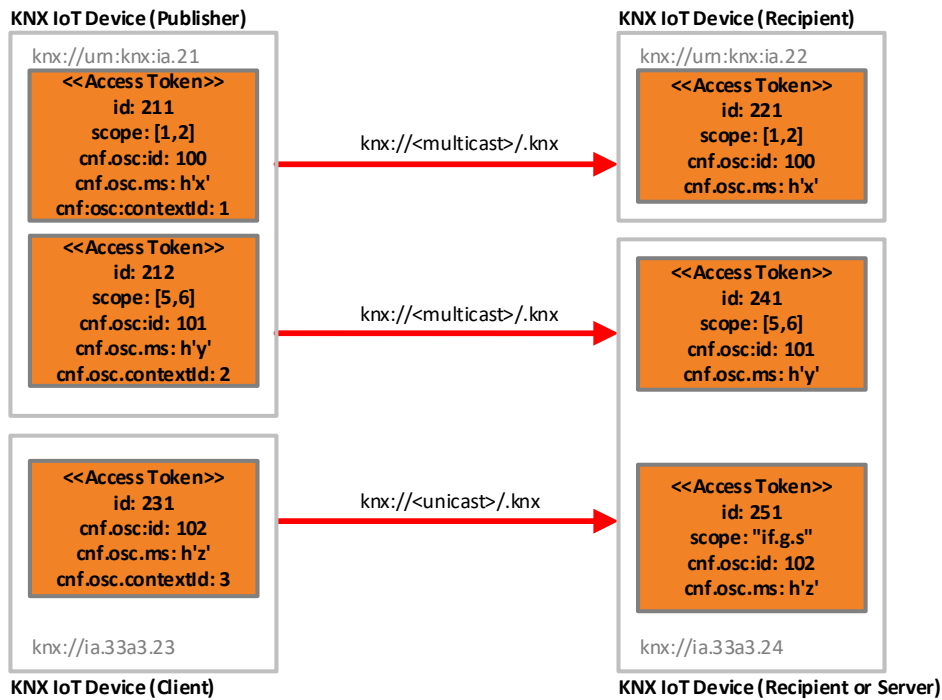 KNX IoT Device (Publisher)
knx://urn:knx:ia.21
<<Access Token>>
id: 211
scope: [1,2]
cnf.osc:id: 100
cnf.osc.ms: h'x'
cnf:osc:contextId: 1
<<Access Token>>
id: 212
scope: [5,6]
cnf.osc:id: 101
cnf.osc.ms: h'y'
cnf.osc.contextId: 2
<<Access Token>>
id: 231
cnf.osc:id: 102
cnf.osc.ms: h'z'
cnf.osc.contextId: 3
knx://ia.33a3.23
KNX IoT Device (Client)
knx://<multicast>/.knx
knx://<multicast>/.knx
knx://<unicast>/.knx
KNX IoT Device (Recipient)
knx://urn:knx:ia.22
<<Access Token>>
id: 221
scope: [1,2]
cnf.osc:id: 100
cnf.osc.ms: h'x'
<<Access Token>>
id: 241
scope: [5,6]
cnf.osc:id: 101
cnf.osc.ms: h'y'
<<Access Token>>
id: 251
scope: "if.g.s"
cnf.osc:id: 102
cnf.osc.ms: h'z'
knx://ia.33a3.24
KNX IoT Device (Recipient or Server)